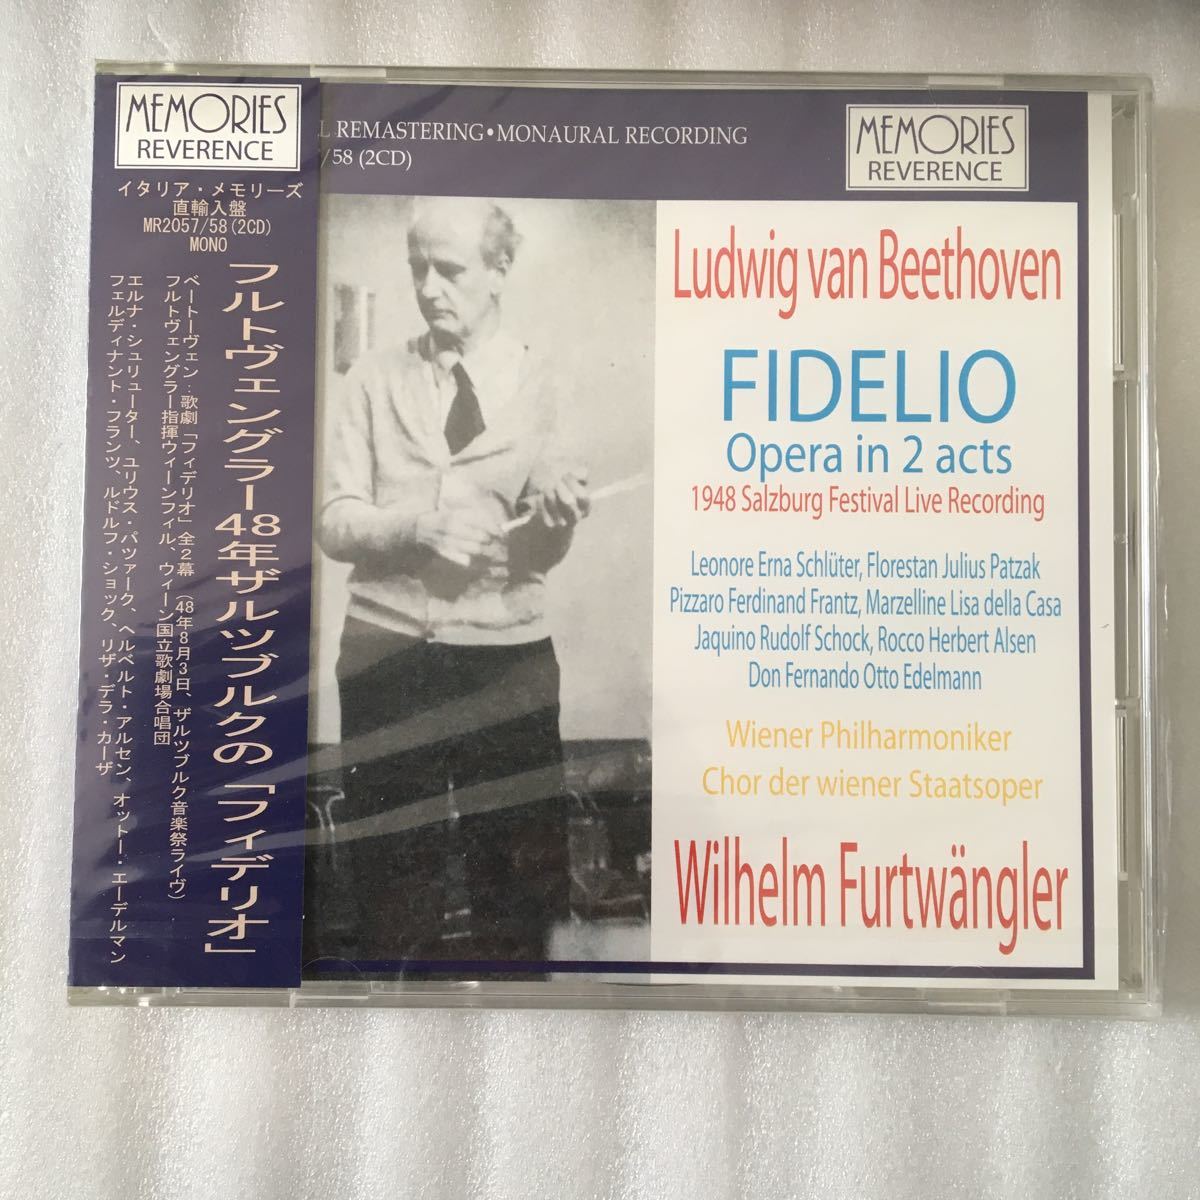 MEMORIES
REVERENCE
イタリア・メモリーズ
直輸入盤
MR2057/58(2CD)
MONO
フルトヴェングラー48年ザルツブルクの「フィデリオ」
ベートーヴェン:歌劇「フィデリオ」全2幕(48年8月3日、ザルツブルク音楽祭ライヴ)
フルトヴェングラー指揮ウィーンフィル、ウィーン国立歌劇場合唱団
エルナ・シュリューター、ユリウス・パツァーク、ヘルベルト・アルセン、オットー・エーデルマン
フェルディナント・フランツ、ルドルフ・ショック、リザ・デラ・カーザ
L REMASTERING・MONAURAL RECORDING
/58 (2CD)
MEMORIES
REVERENCE
Ludwig van Beethoven
FIDELIO
Opera in 2 acts
1948 Salzburg Festival Live Recording
Leonore Erna Schlüter, Florestan Julius Patzak
Pizzaro Ferdinand Frantz, Marzelline Lisa della Casa
Jaquino Rudolf Schock, Rocco Herbert Alsen
Don Fernando Otto Edelmann
Wiener Philharmoniker
Chor der wiener Staatsoper
Wilhelm Furtwängler